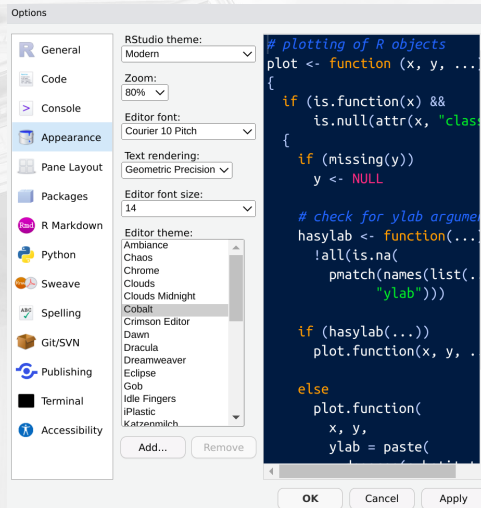 Options
General
Code
Console
Appearance
Pane Layout
Packages
Rmd R Markdown
Python
Sweave
ABC Spelling
Git/SVN
Publishing
Terminal
Accessibility
RStudio theme:
Modern
Zoom:
80%
Editor font:
Courier 10 Pitch
Text rendering:
Geometric Precision
Editor font size:
14
Editor theme:
Ambiance
Chaos
Chrome
Clouds
Clouds Midnight
Cobalt
Crimson Editor
Dawn
Dracula
Dreamweaver
Eclipse
Gob
Idle Fingers
iPlastic
Katzenmilch
Add... Remove
# plotting of R objects
plot <- function (x, y, ...)
{
if (is.function(x) &&
is.null(attr(x, "class
{
if (missing(y))
y <- NULL
# check for ylab argumen
hasylab <- function(...)
!all(is.na(
pmatch(names(list(..
"ylab")))
if (hasylab(...))
plot.function(x, y, ..
else
plot.function(
x, y,
ylab = paste(
OK Cancel Apply